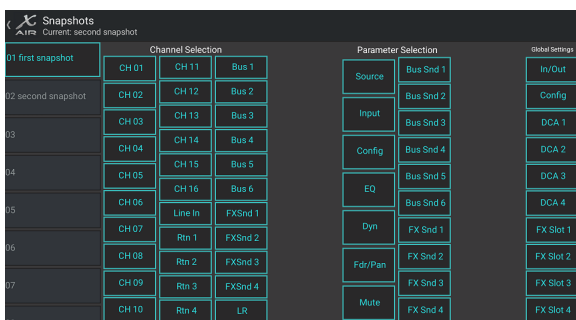 Snapshots
X AIR Current: second snapshot
Channel Selection
Parameter Selection
Global Settings
01 first snapshot
02 second snapshot
03
04
05
06
07
CH 01
CH 02
CH 03
CH 04
CH 05
CH 06
CH 07
CH 08
CH 09
CH 10
CH 11
CH 12
CH 13
CH 14
CH 15
CH 16
Line In
Rtn 1
Rtn 2
Rtn 3
Rtn 4
Bus 1
Bus 2
Bus 3
Bus 4
Bus 5
Bus 6
FXSnd 1
FXSnd 2
FXSnd 3
FXSnd 4
LR
Source
Input
Config
EQ
Dyn
Fdr/Pan
Mute
Bus Snd 1
Bus Snd 2
Bus Snd 3
Bus Snd 4
Bus Snd 5
Bus Snd 6
FX Snd 1
FX Snd 2
FX Snd 3
FX Snd 4
In/Out
Config
DCA 1
DCA 2
DCA 3
DCA 4
FX Slot 1
FX Slot 2
FX Slot 3
FX Slot 4